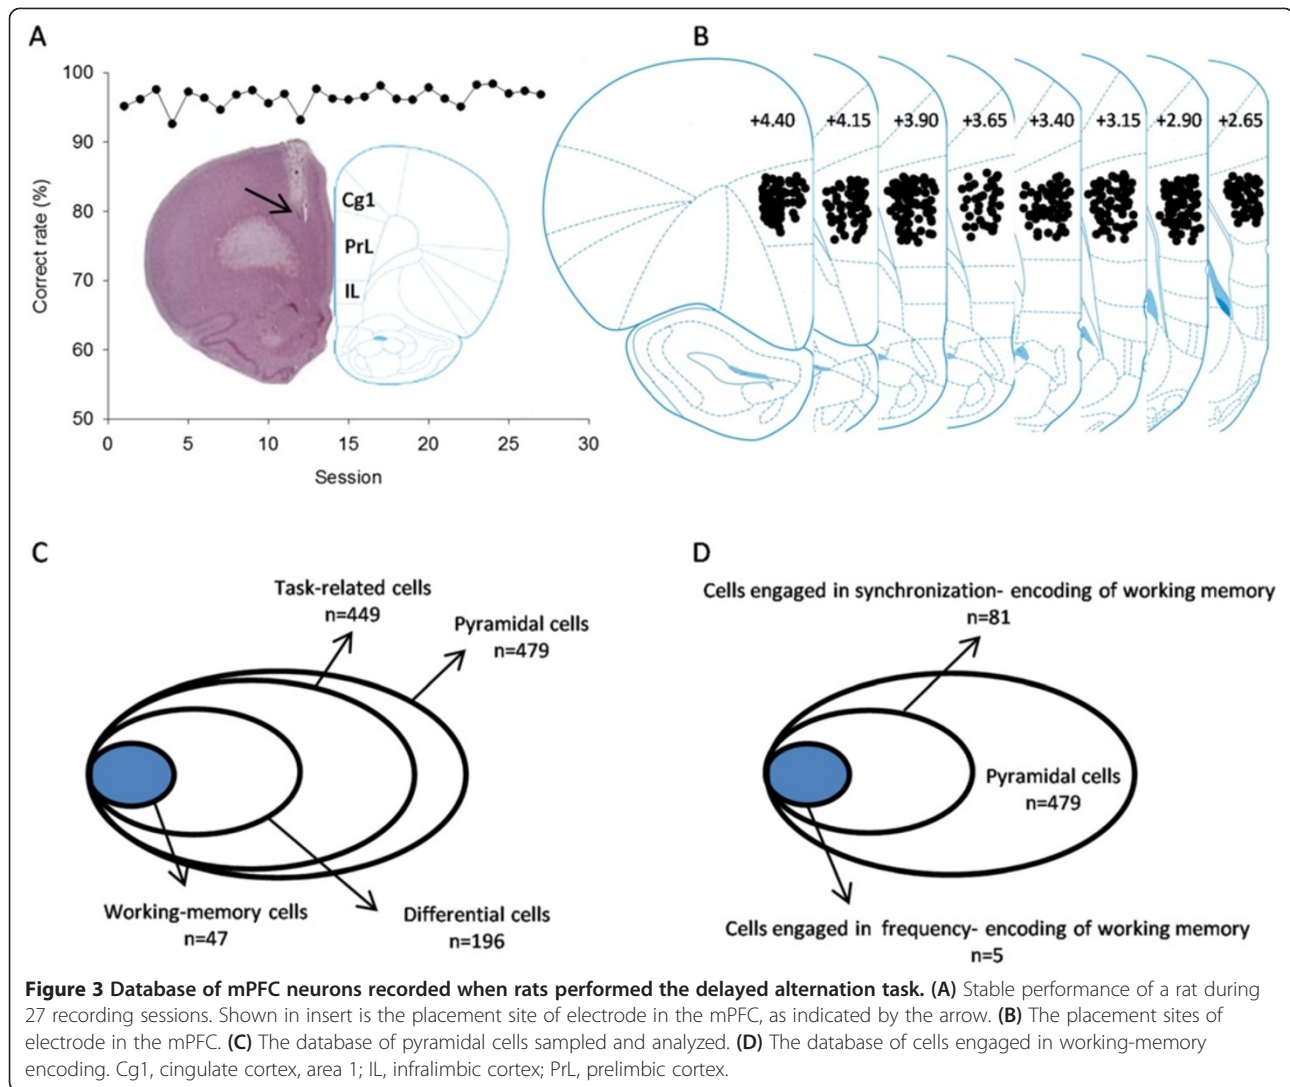 A
100
90
80
70
60
50
Correct rate (%)
0 5 10 15 20 25 30
Session
Cg1
PrL
IL
B
+4.40 +4.15 +3.90 +3.65 +3.40 +3.15 +2.90 +2.65
C
Task-related cells
n=449
Pyramidal cells
n=479
Working-memory cells
n=47
Differential cells
n=196
D
Cells engaged in synchronization- encoding of working memory
n=81
Pyramidal cells
n=479
Cells engaged in frequency- encoding of working memory
n=5
Figure 3 Database of mPFC neurons recorded when rats performed the delayed alternation task. (A) Stable performance of a rat during
27 recording sessions. Shown in insert is the placement site of electrode in the mPFC, as indicated by the arrow. (B) The placement sites of
electrode in the mPFC. (C) The database of pyramidal cells sampled and analyzed. (D) The database of cells engaged in working-memory
encoding. Cg1, cingulate cortex, area 1; IL, infralimbic cortex; PrL, prelimbic cortex.